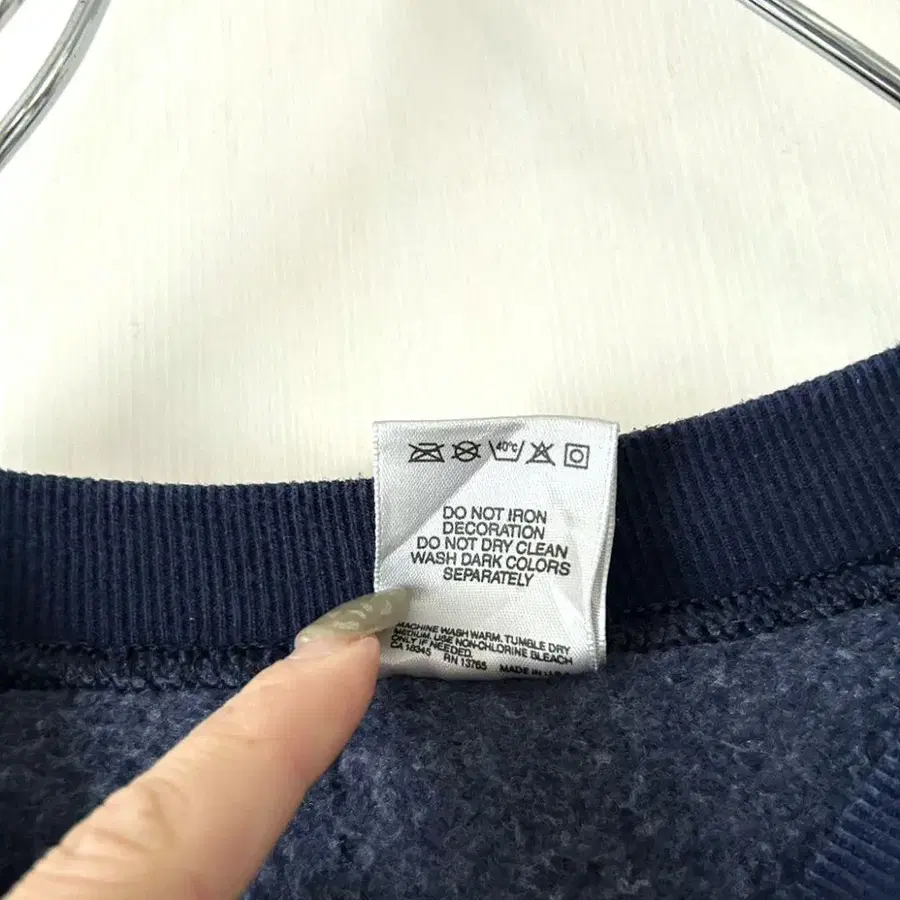 40°C
DO NOT IRON
DECORATION
DO NOT DRY CLEAN
WASH DARK COLORS
SEPARATELY
MACHINE WASH WARM. TUMBLE DRY
MEDIUM. USE NON-CHLORINE BLEACH
ONLY IF NEEDED.
CA 18345 RN 13765 MADE IN